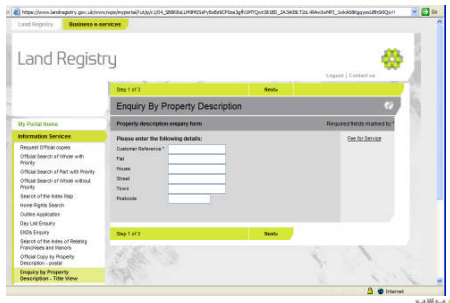 Land Registry
Business e-services
Land Registry
Logout | Contact us
Step 1 of 3
Next>
Enquiry By Property Description
My Portal Home
Property description enquiry form
Required fields marked by *
Information Services
Please enter the following details:
Fee for Service
Request Official copies
Customer Reference *
Official Search of Whole with Priority
Flat
Official Search of Part with Priority
House
Official Search of Whole without Priority
Street
Search of the Index Map
Town
Home Rights Search
Postcode
Outline Application
Day List Enquiry
Step 1 of 3
Next>
Search of the Index of Relating Franchises and Manors
Official Copy by Property Description - postal
Enquiry by Property Description - Title View
Internet